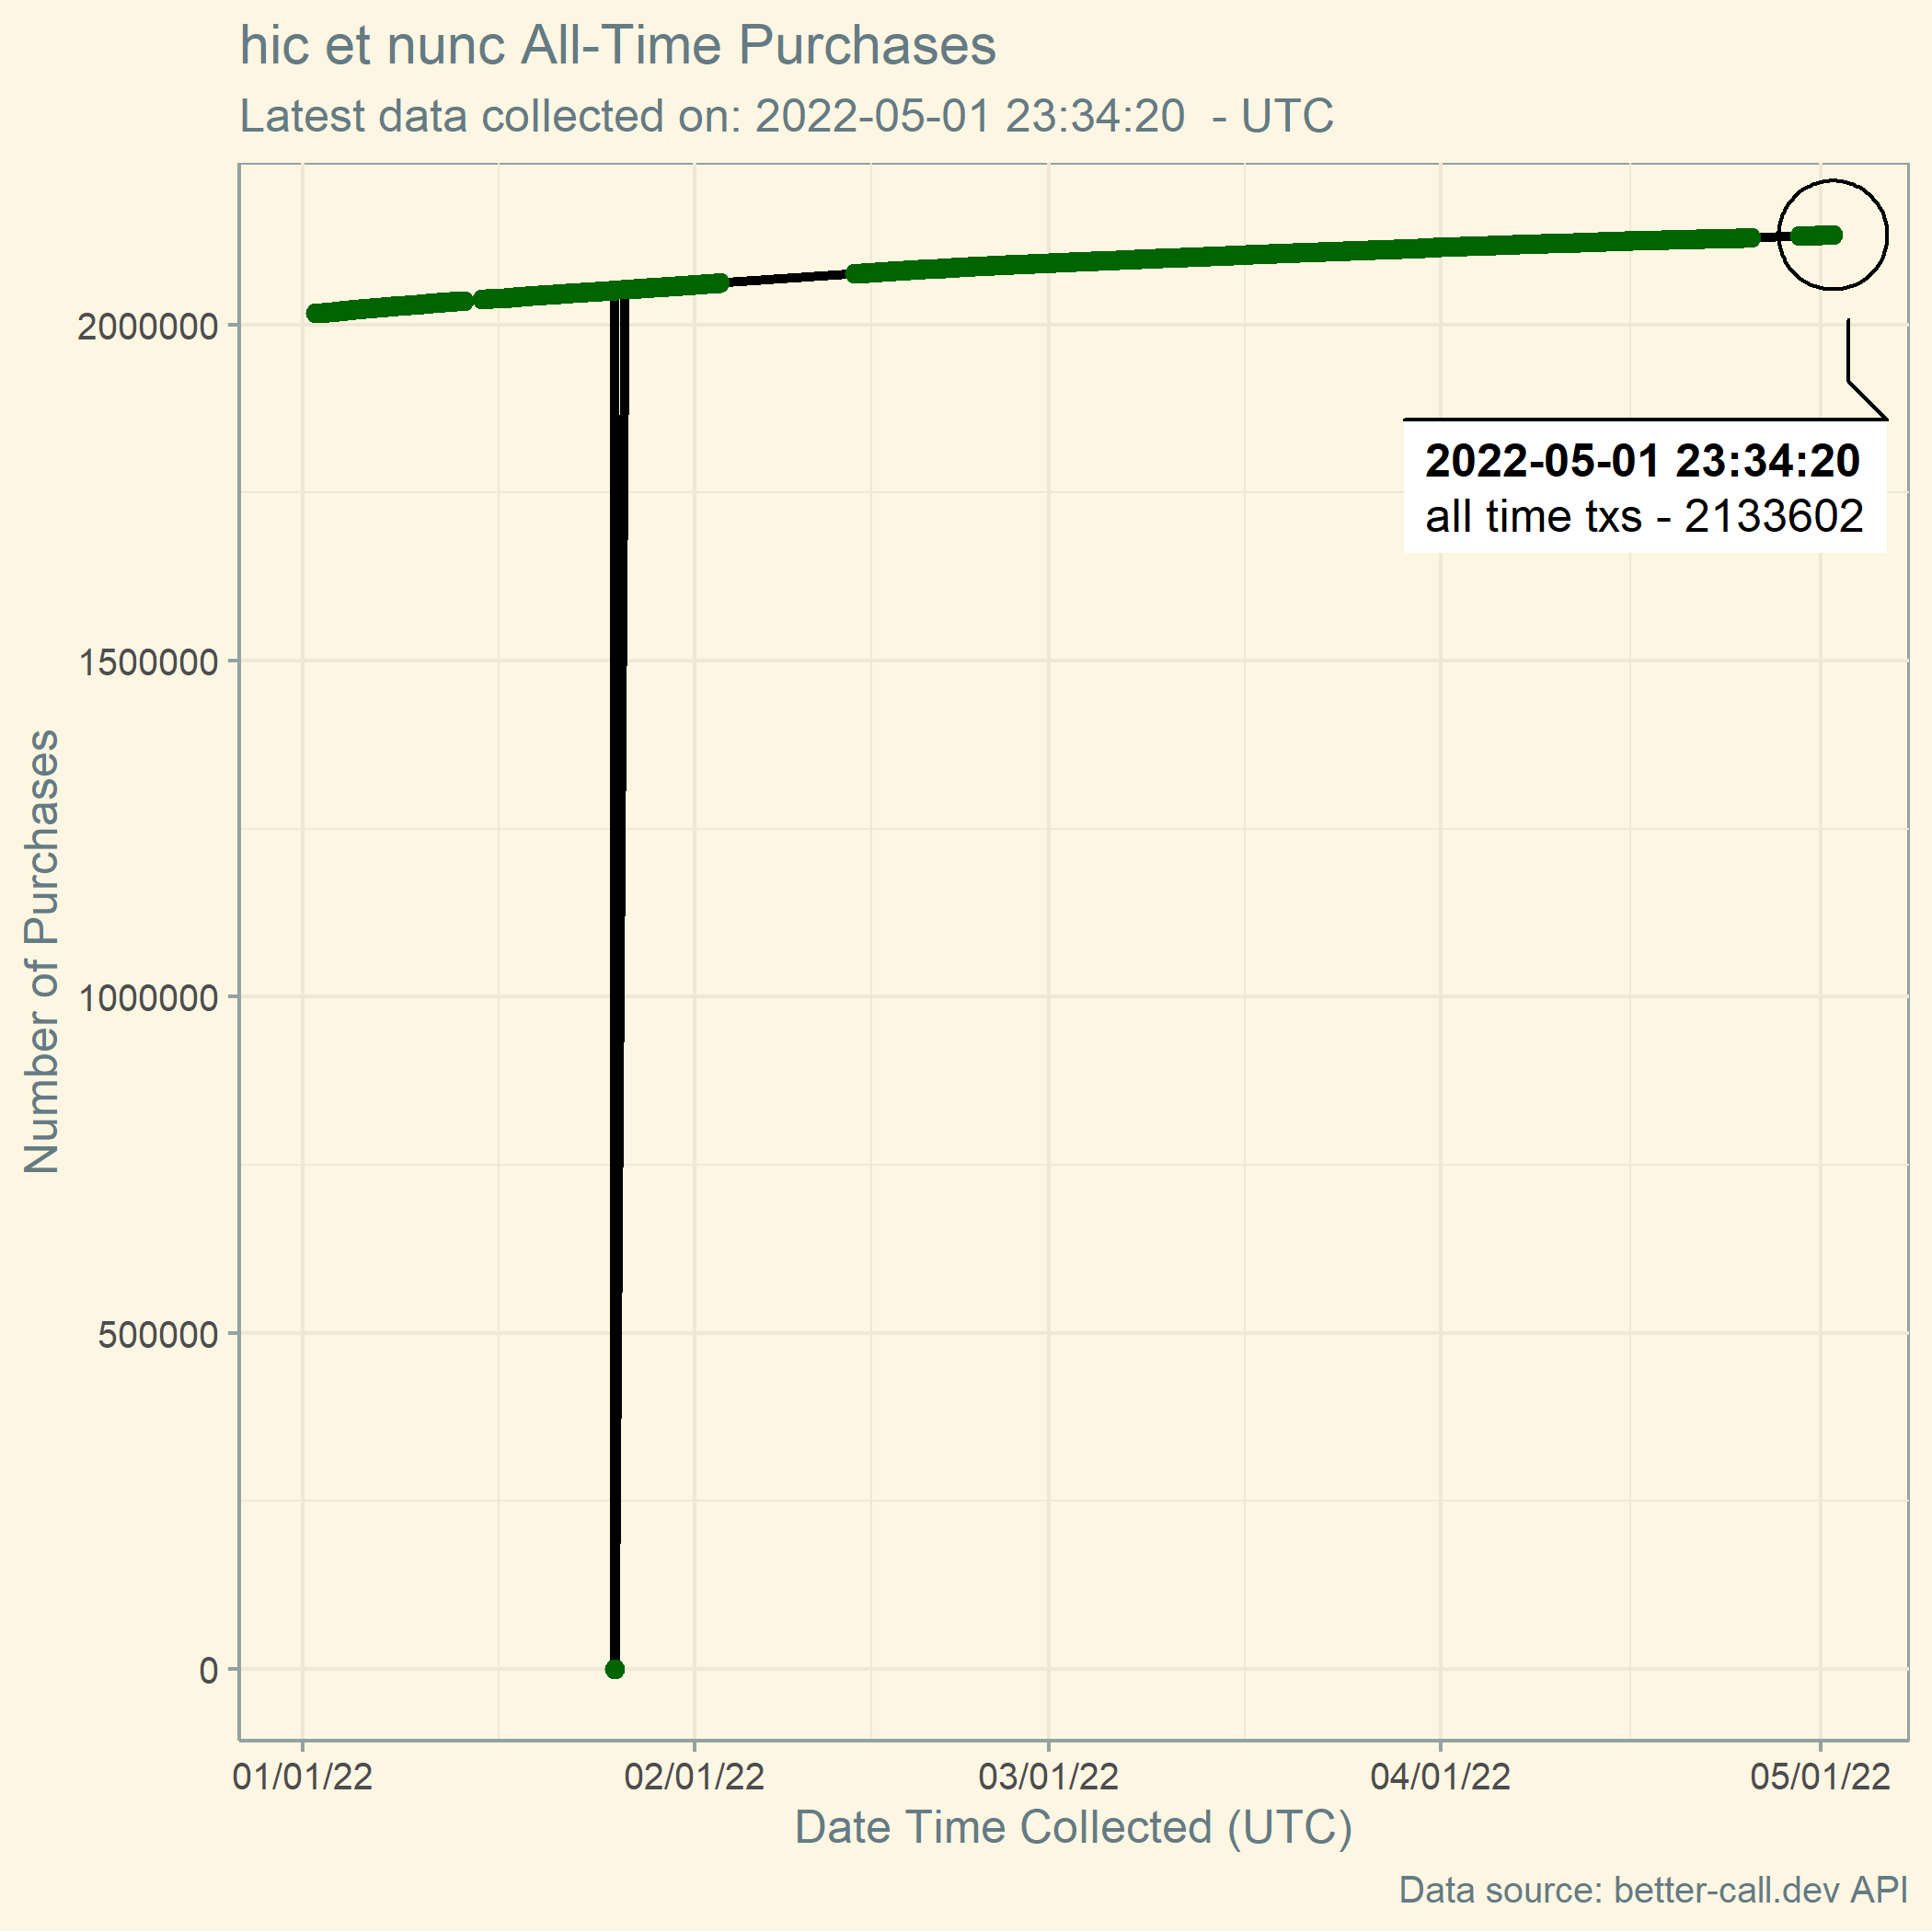 hic et nunc All-Time Purchases
Latest data collected on: 2022-05-01 23:34:20  - UTC
Number of Purchases
2000000
1500000
1000000
500000
0
2022-05-01 23:34:20
all time txs - 2133602
01/01/22
02/01/22
03/01/22
04/01/22
05/01/22
Date Time Collected (UTC)
Data source: better-call.dev API